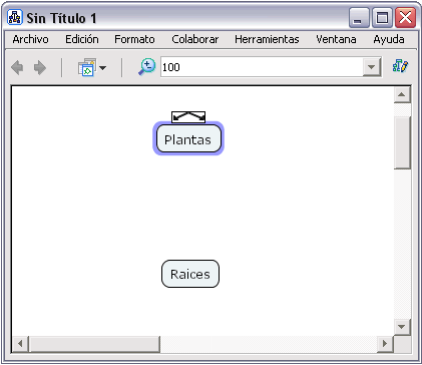 Sin Título 1
Archivo Edición Formato Colaborar Herramientas Ventana Ayuda
100
Plantas
Raices